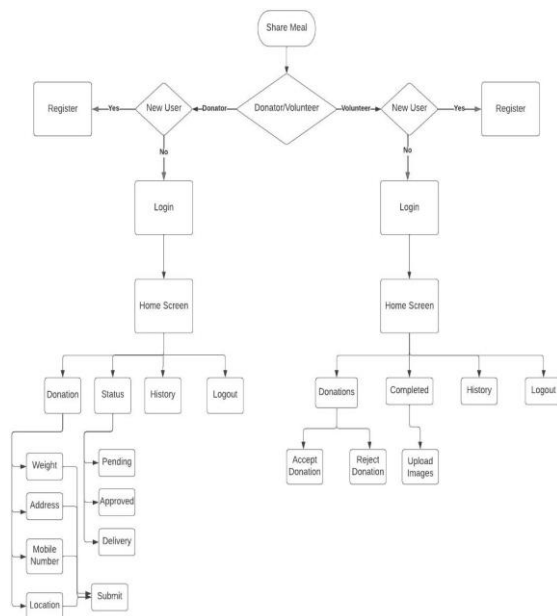 Share Meal
Register
Yes
New User
Donator
Donator/Volunteer
Volunteer
New User
Yes
Register
No
No
Login
Login
Home Screen
Home Screen
Donation
Status
History
Logout
Donations
Completed
History
Logout
Weight
Pending
Accept
Donation
Reject
Donation
Upload
Images
Address
Approved
Mobile
Number
Delivery
Location
Submit